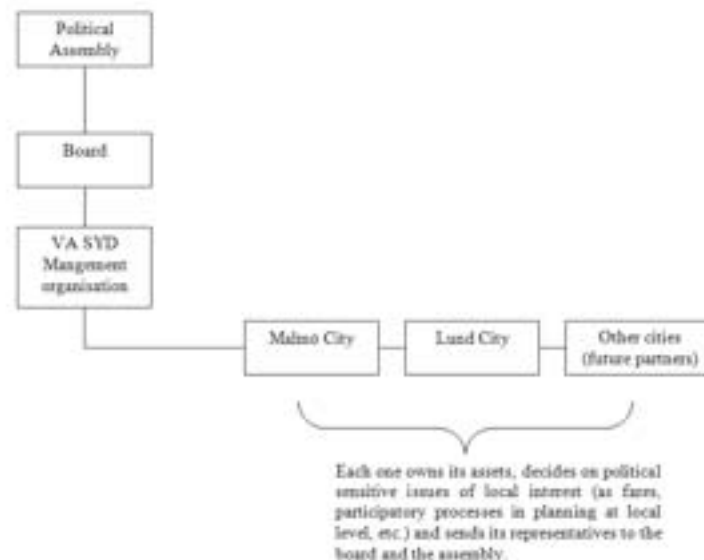 Political
Assembly
Board
VA SYD
Mangement
organisation
Malmö City
Lund City
Other cities
(future partners)
Each one owns its assets, decides on political
sensitive issues of local interest (as fares,
participatory processes in planning at local
level, etc.) and sends its representatives to the
board and the assembly.